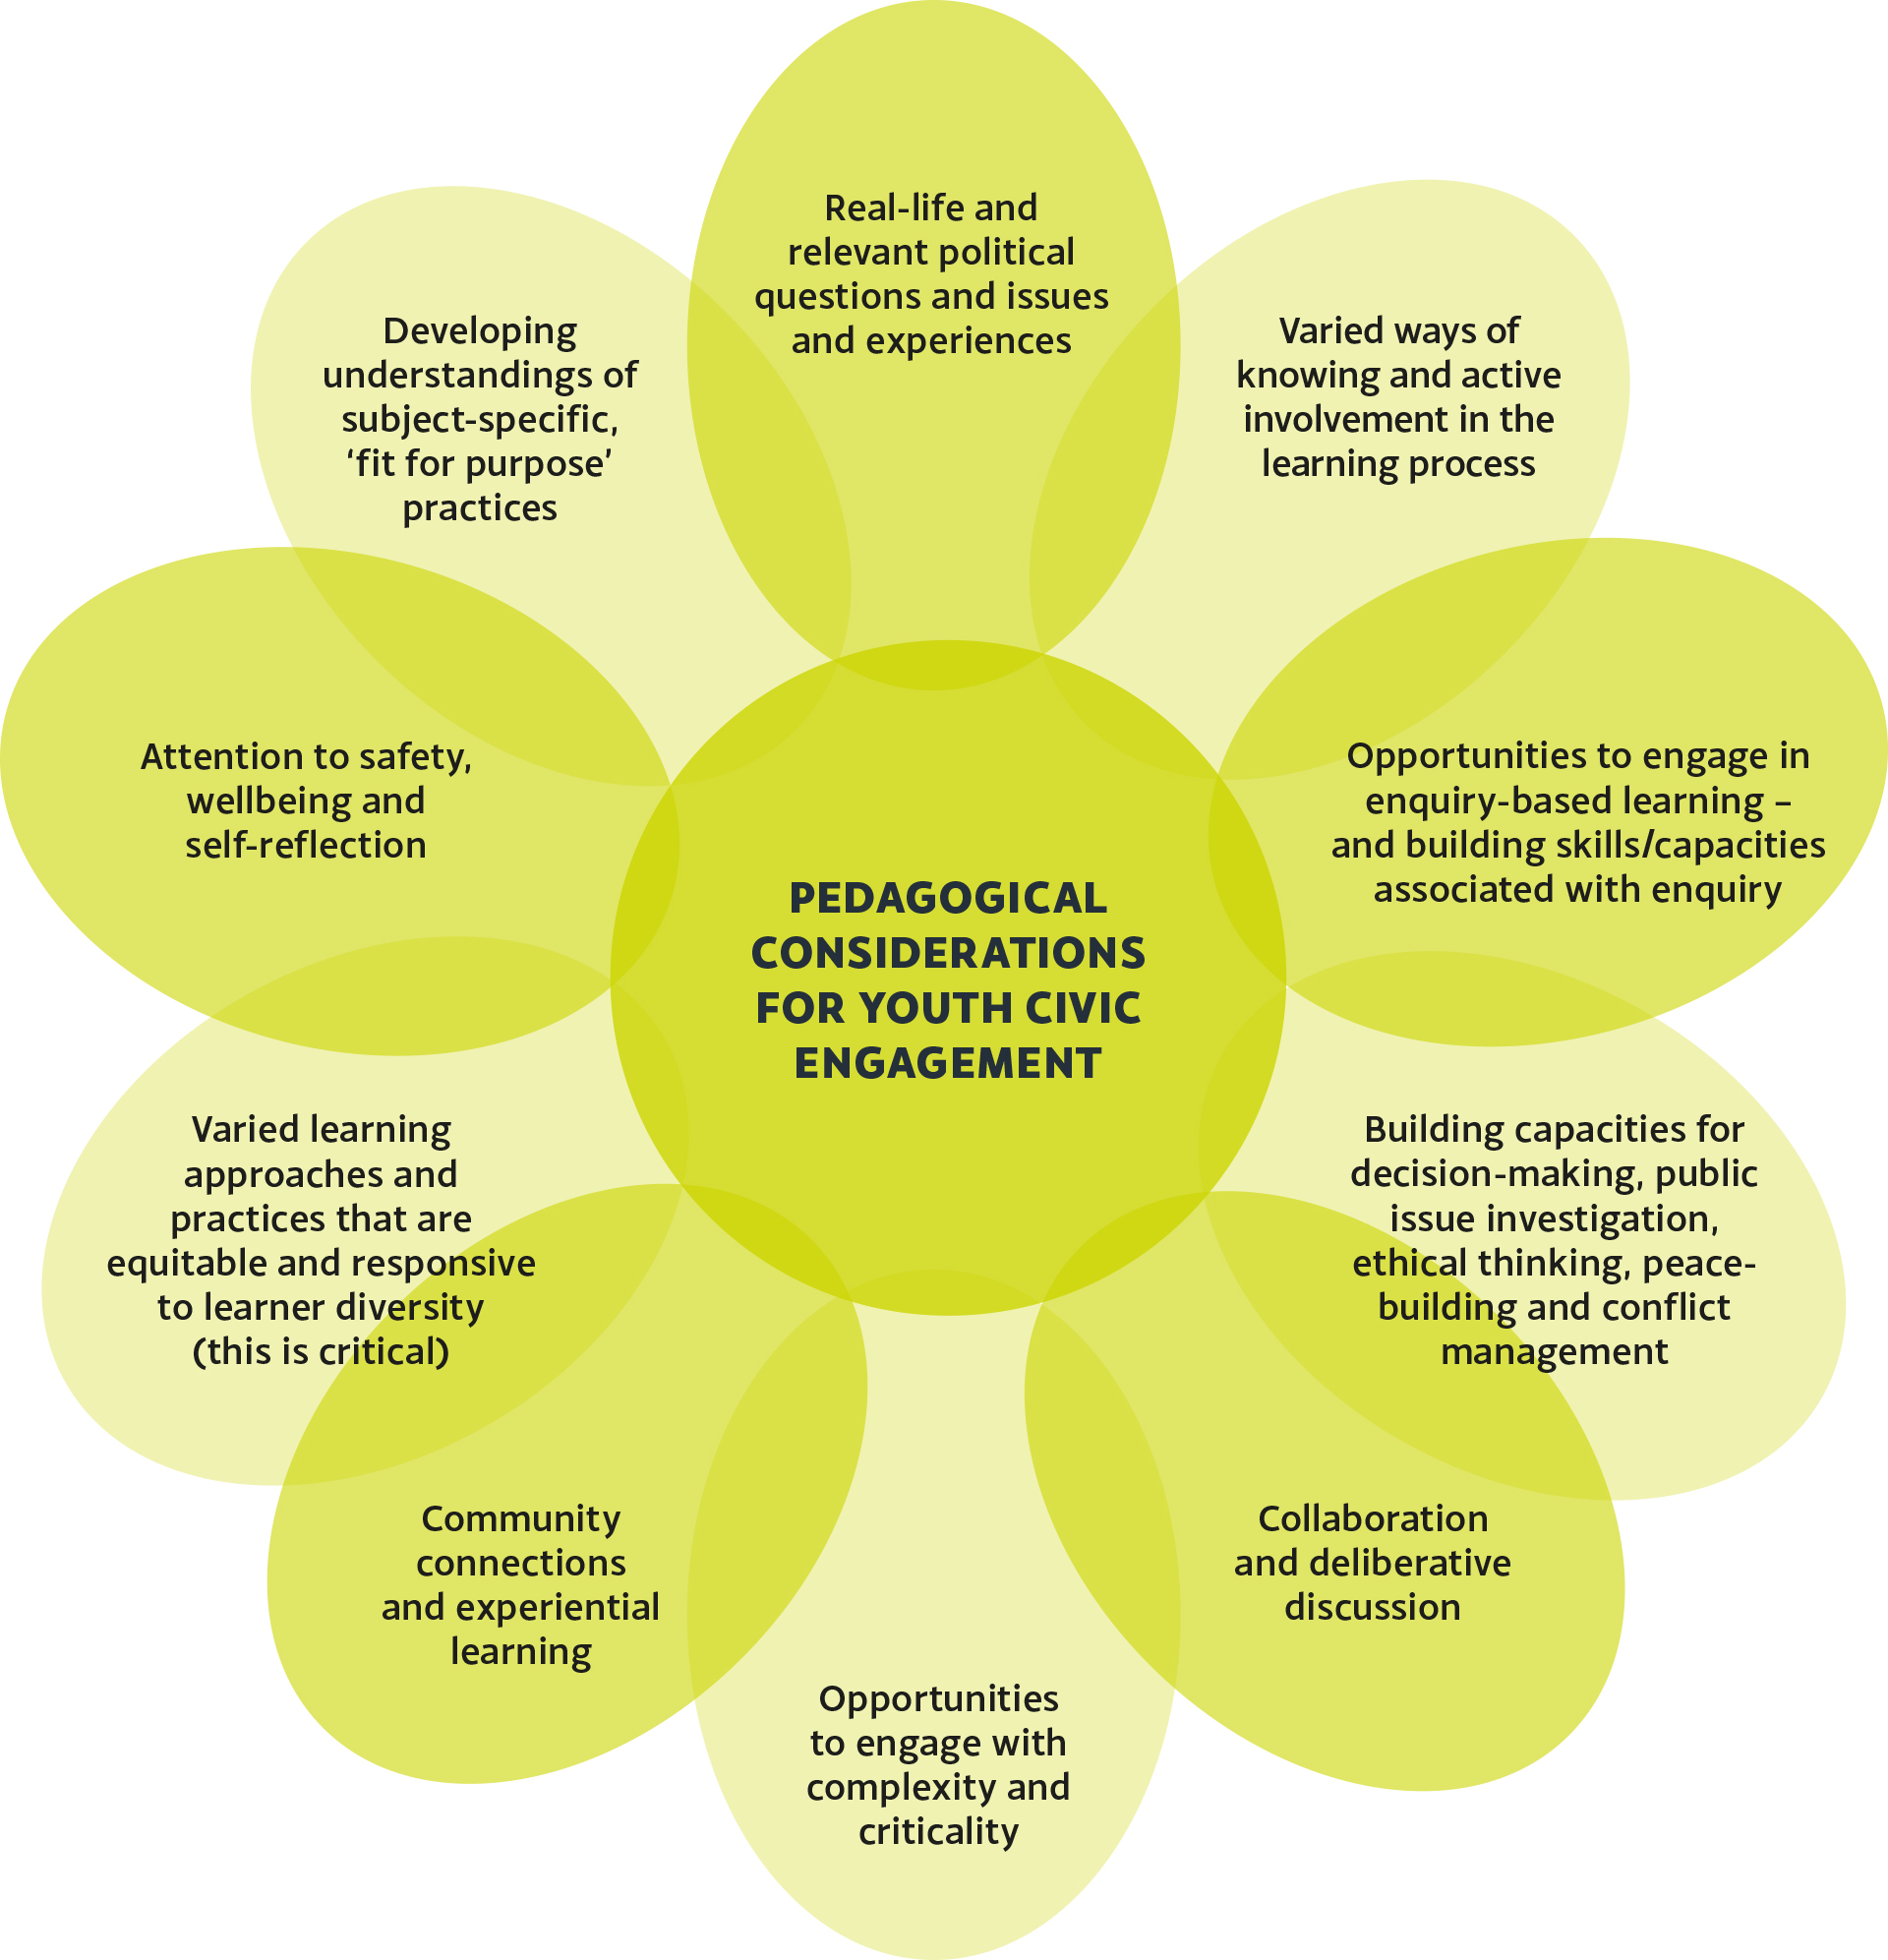 Real-life and
relevant political
questions and issues
and experiences
Varied ways of
knowing and active
involvement in the
learning process
Opportunities to engage in
enquiry-based learning –
and building skills/capacities
associated with enquiry
Building capacities for
decision-making, public
issue investigation,
ethical thinking, peace-
building and conflict
management
Collaboration
and deliberative
discussion
Opportunities
to engage with
complexity and
criticality
Community
connections
and experiential
learning
Varied learning
approaches and
practices that are
equitable and responsive
to learner diversity
(this is critical)
Attention to safety,
wellbeing and
self-reflection
Developing
understandings of
subject-specific,
‘fit for purpose’
practices
PEDAGOGICAL
CONSIDERATIONS
FOR YOUTH CIVIC
ENGAGEMENT